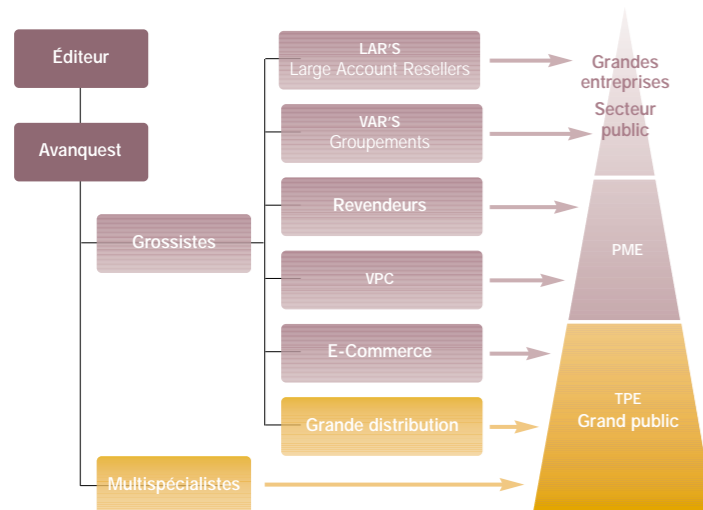 Éditeur
Avanquest
Grossistes
Multispécialistes
LAR'S
Large Account Resellers
VAR'S
Groupements
Revendeurs
VPC
E-Commerce
Grande distribution
Grandes
entreprises
Secteur
public
PME
TPE
Grand public